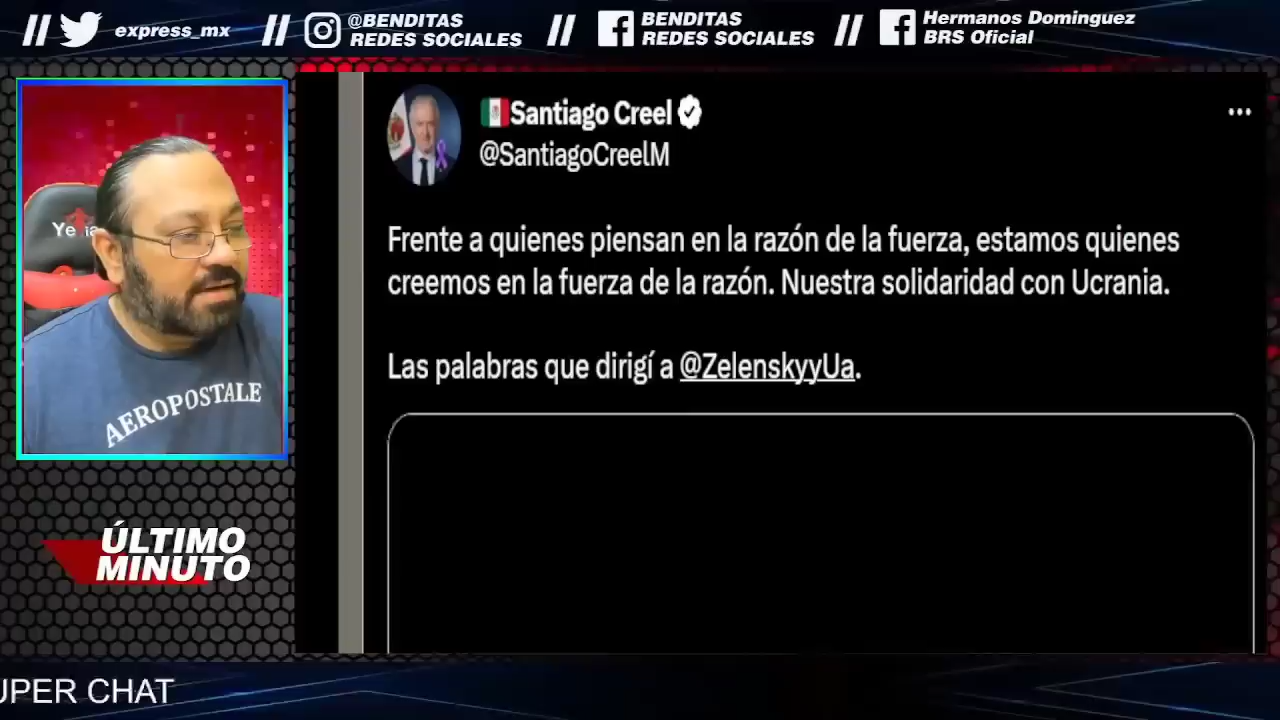 express_mx
@BENDITAS
REDES SOCIALES
BENDITAS
REDES SOCIALES
Hermanos Dominguez
BRS Oficial
Santiago Creel
@SantiagoCreelM
Frente a quienes piensan en la razón de la fuerza, estamos quienes
creemos en la fuerza de la razón. Nuestra solidaridad con Ucrania.
Las palabras que dirigí a @ZelenskyyUa.
AEROPOSTALE
ÚLTIMO
MINUTO
UPER CHAT